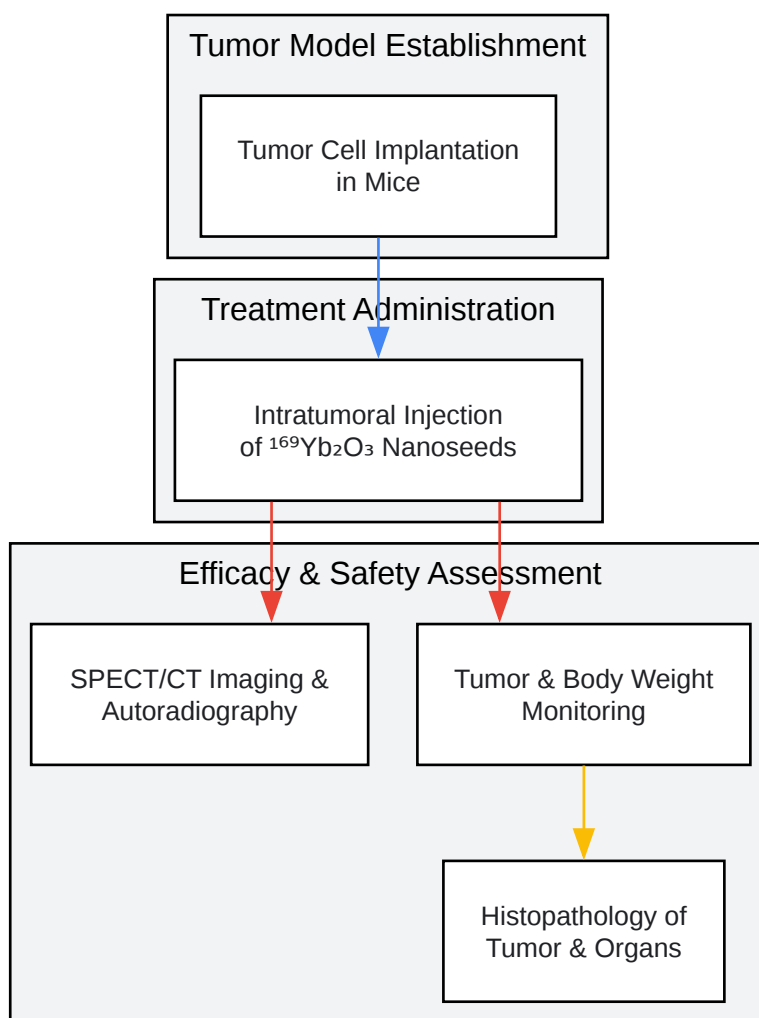 Tumor Model Establishment
Tumor Cell Implantation
in Mice
Treatment Administration
Intratumoral Injection
of ¹⁶⁹Yb₂O₃ Nanoseeds
Efficacy & Safety Assessment
SPECT/CT Imaging &
Autoradiography
Tumor & Body Weight
Monitoring
Histopathology of
Tumor & Organs